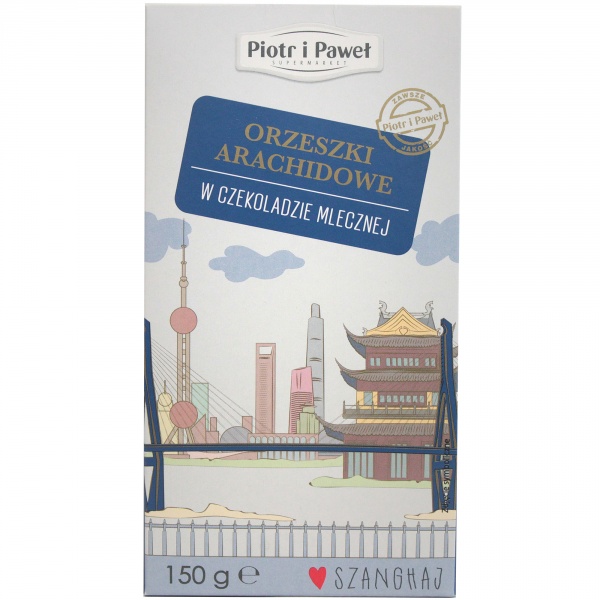 Piotr i Paweł
SUPERMARKET
ZAWSZE
Piotr i Paweł
JAKOŚĆ
ORZESZKI
ARACHIDOWE
W CZEKOLADZIE MLECZNEJ
150 g ℮
SZANGHAJ